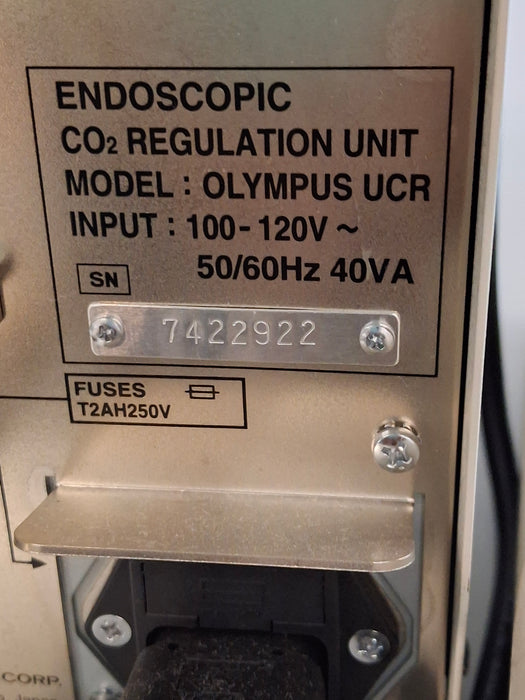 ENDOSCOPIC
CO₂ REGULATION UNIT
MODEL : OLYMPUS UCR
INPUT : 100-120V ~
50/60Hz 40VA
SN
7422922
FUSES
T2AH250V
CORP.